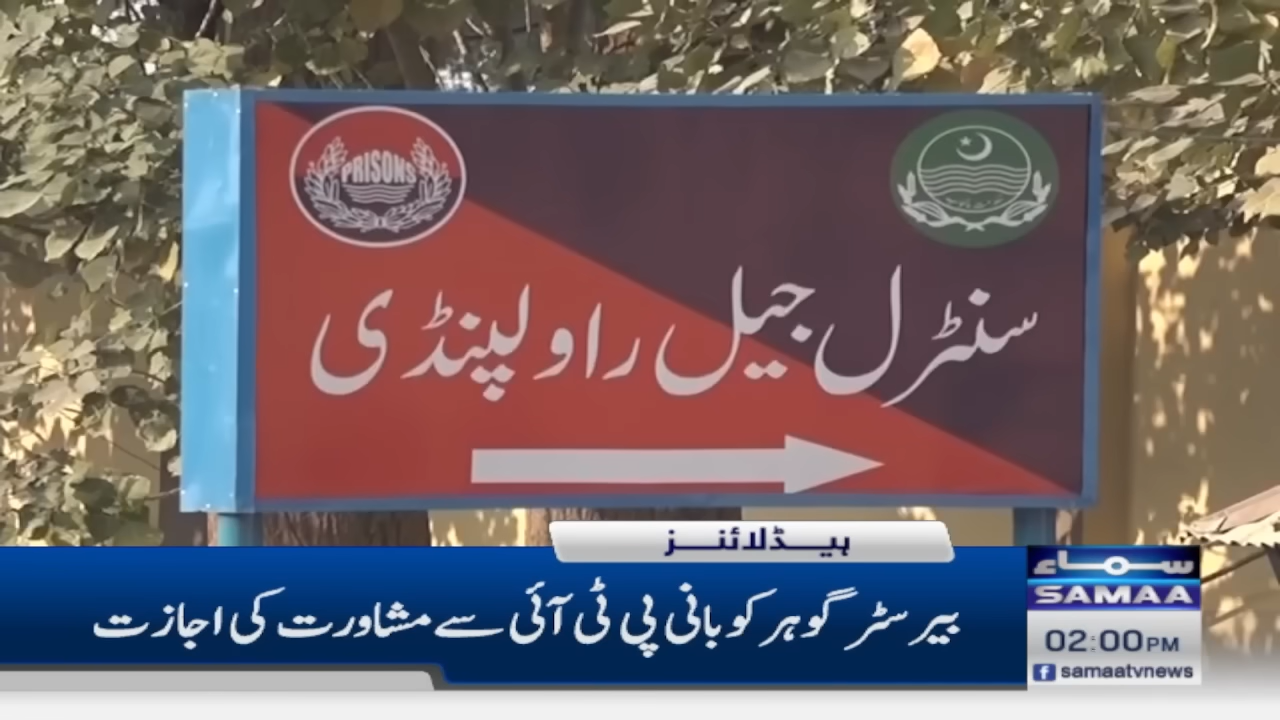 PRISONS
سنٹرل جیل راولپنڈی
ہیڈلائنز
بیرسٹر گوہر کو بانی پی ٹی آئی سے مشاورت کی اجازت
سماء
SAMAA
02:00PM
samaatvnews